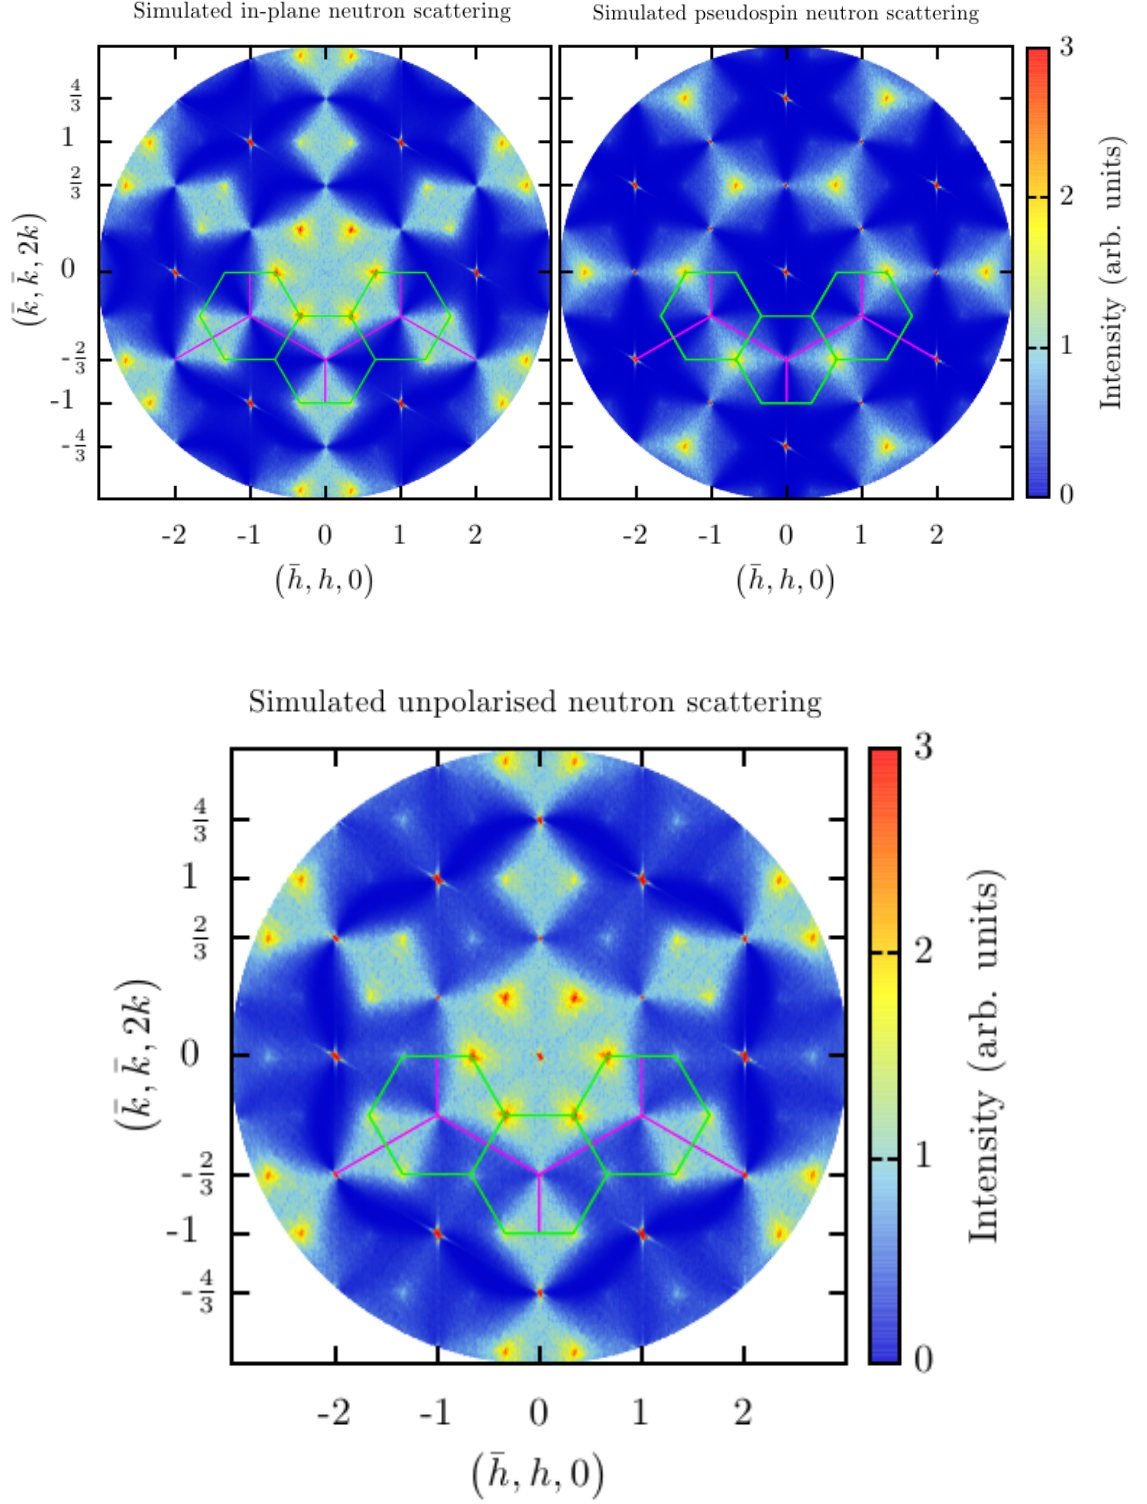 Simulated in-plane neutron scattering
Simulated pseudospin neutron scattering
4/3
1
2/3
0
-2/3
-1
-4/3
(k̄, k̄, 2k)
-2 -1 0 1 2
(h̄, h, 0)
-2 -1 0 1 2
(h̄, h, 0)
3
2
1
0
Intensity (arb. units)
Simulated unpolarised neutron scattering
4/3
1
2/3
0
-2/3
-1
-4/3
(k̄, k̄, 2k)
-2 -1 0 1 2
(h̄, h, 0)
3
2
1
0
Intensity (arb. units)